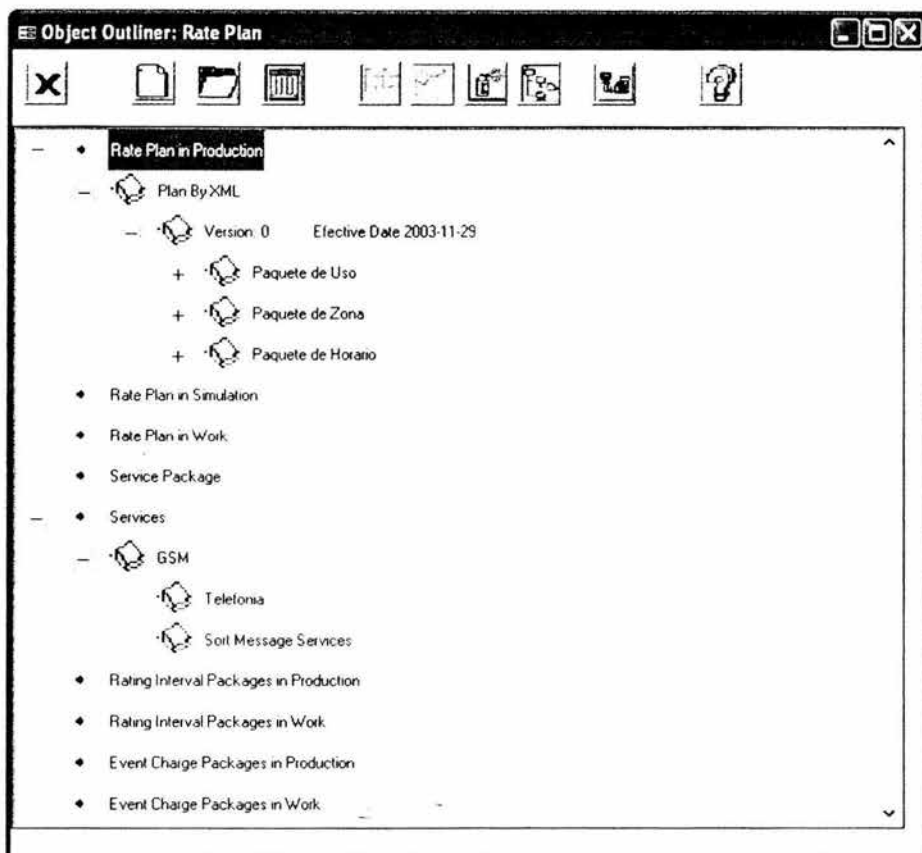 Object Outliner: Rate Plan
Rate Plan in Production
Plan By XML
Version: 0 Efective Date 2003-11-29
Paquete de Uso
Paquete de Zona
Paquete de Horario
Rate Plan in Simulation
Rate Plan in Work
Service Package
Services
GSM
Telefonia
Sort Message Services
Rating Interval Packages in Production
Rating Interval Packages in Work
Event Charge Packages in Production
Event Charge Packages in Work